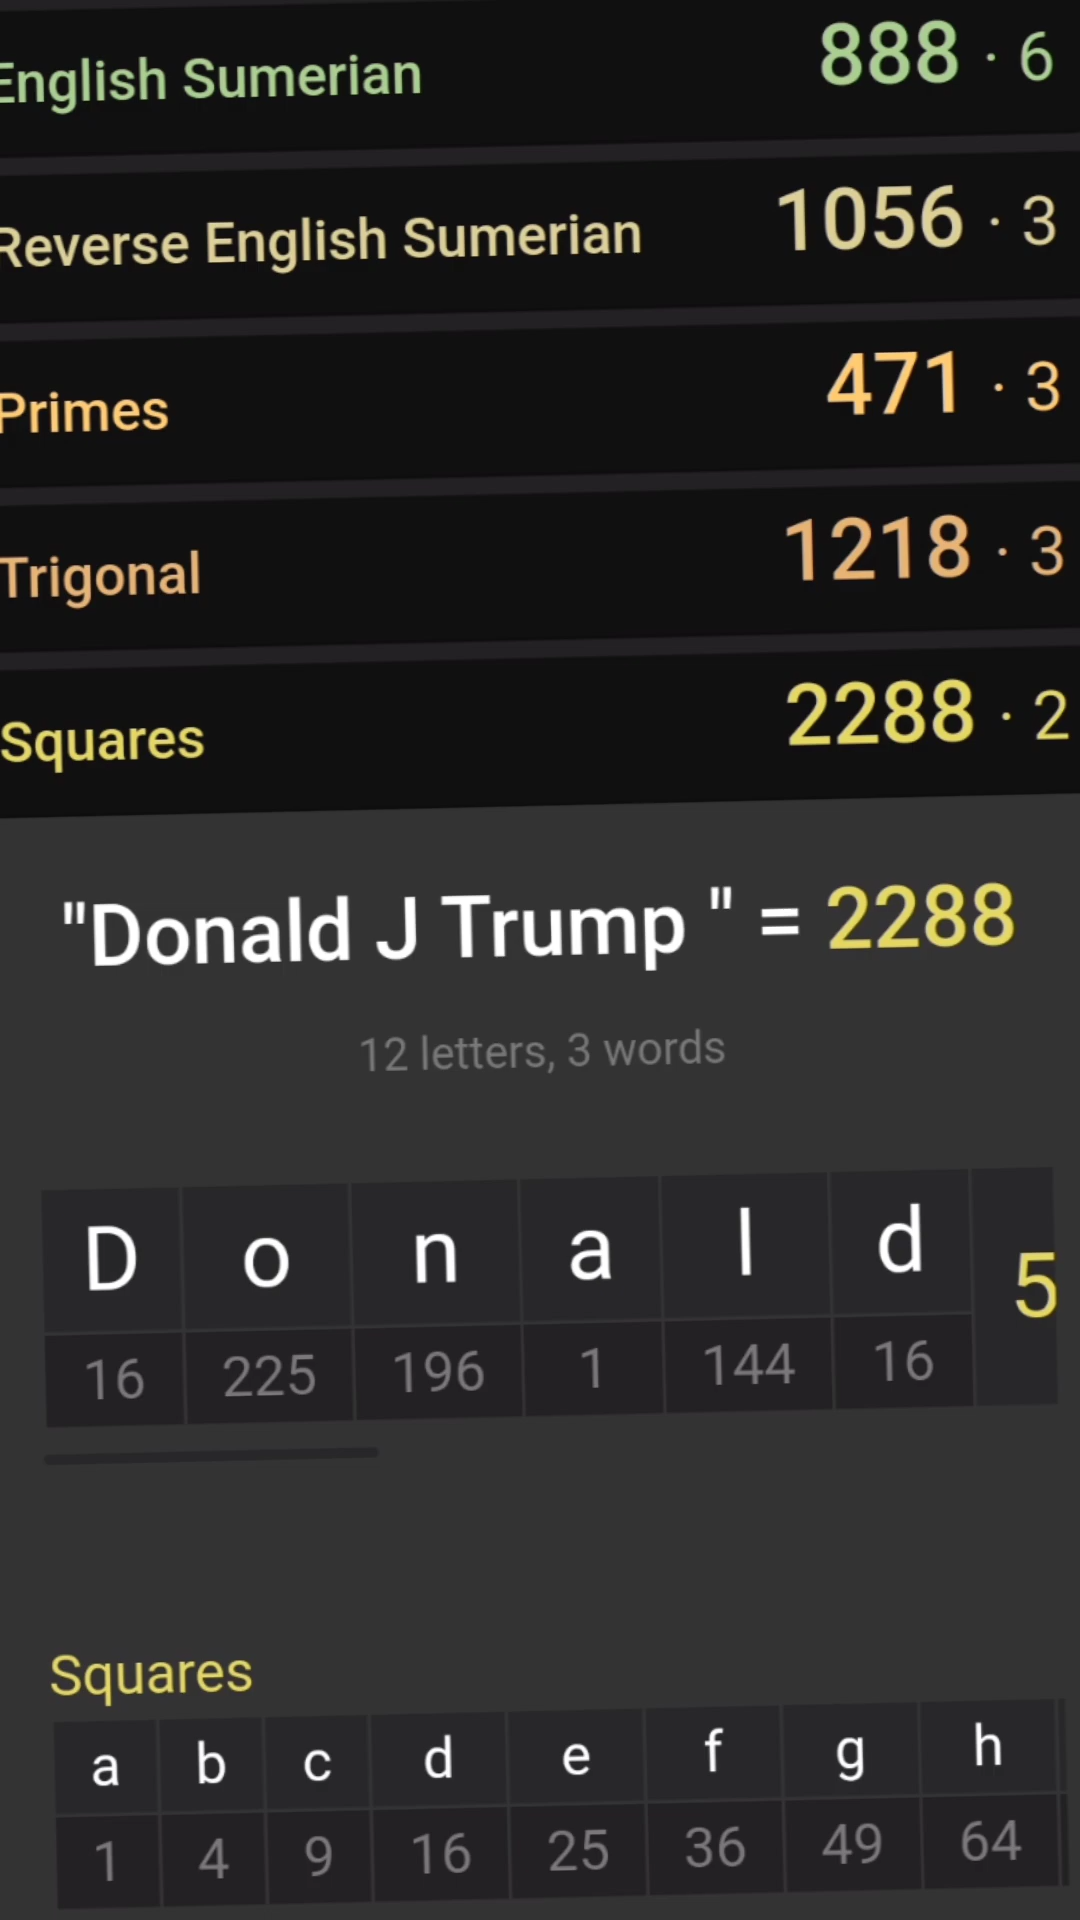 English Sumerian 888 · 6
Reverse English Sumerian 1056 · 3
Primes 471 · 3
Trigonal 1218 · 3
Squares 2288 · 2
"Donald J Trump " = 2288
12 letters, 3 words
D o n a l d 5
16 225 196 1 144 16
Squares
a b c d e f g h
1 4 9 16 25 36 49 64